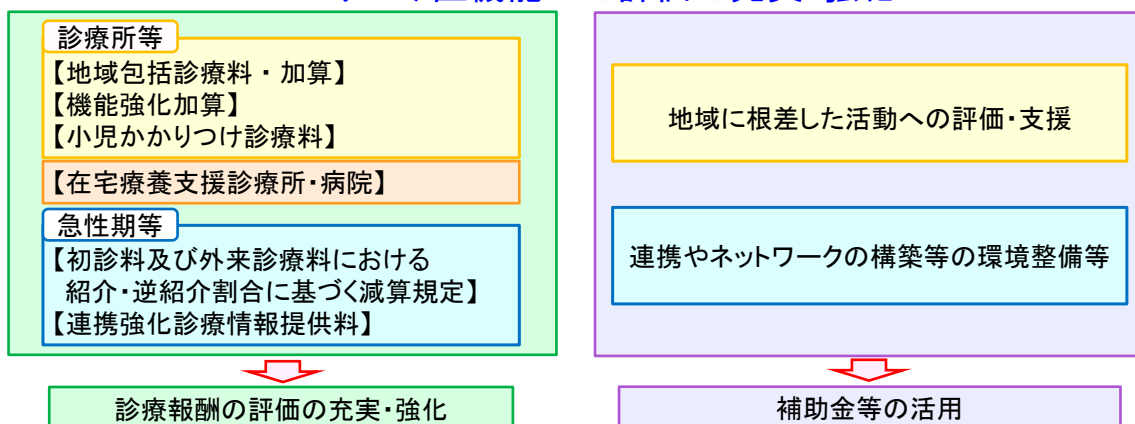 診療所等
【地域包括診療料・加算】
【機能強化加算】
【小児かかりつけ診療料】
【在宅療養支援診療所・病院】
急性期等
【初診料及び外来診療料における
紹介・逆紹介割合に基づく減算規定】
【連携強化診療情報提供料】
診療報酬の評価の充実・強化
地域に根差した活動への評価・支援
連携やネットワークの構築等の環境整備等
補助金等の活用